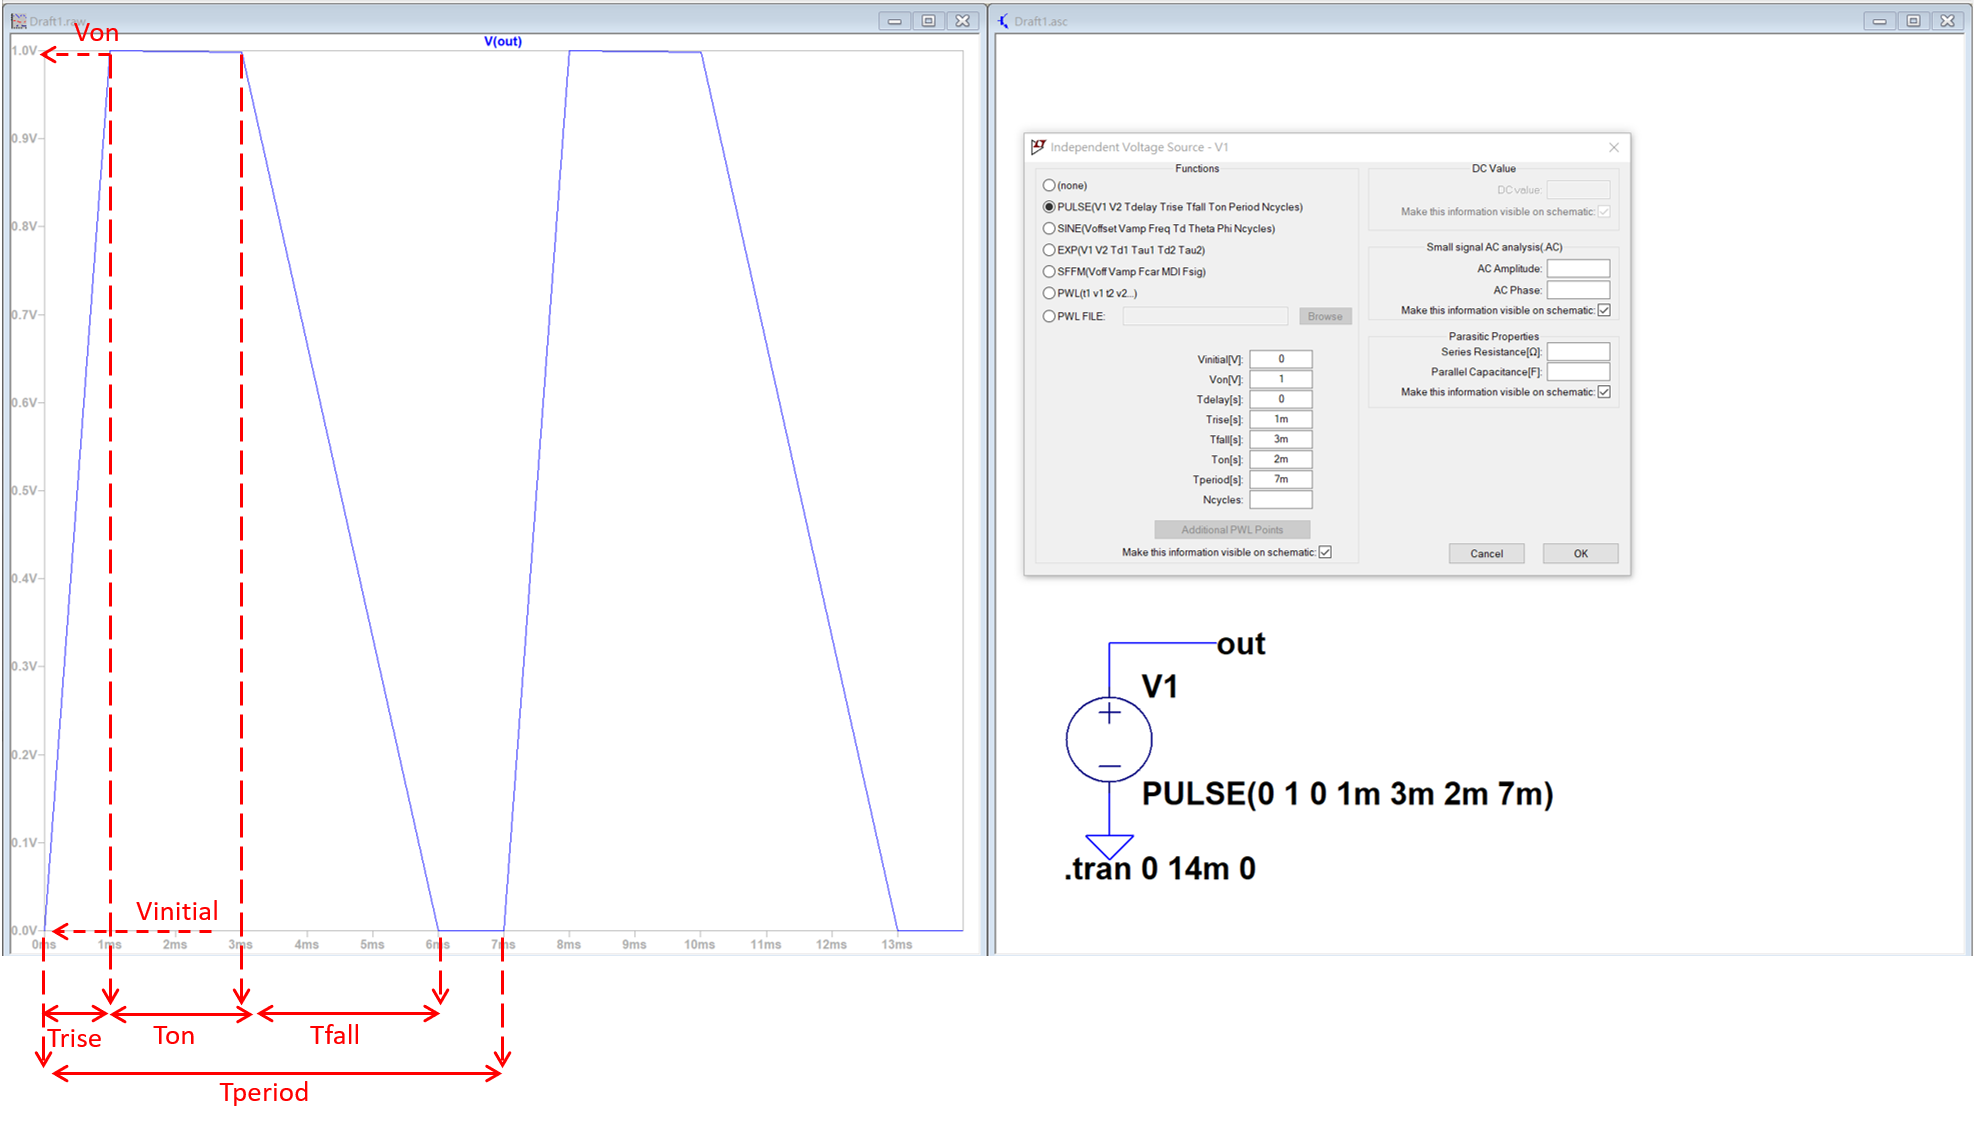 Draft1.raw
Von
V(out)
1.0V
0.9V
0.8V
0.7V
0.6V
0.5V
0.4V
0.3V
0.2V
0.1V
0.0V
Vinitial
0ms 1ms 2ms 3ms 4ms 5ms 6ms 7ms 8ms 9ms 10ms 11ms 12ms 13ms
Trise
Ton
Tfall
Tperiod
Draft1.asc
Independent Voltage Source - V1
Functions
(none)
PULSE(V1 V2 Tdelay Trise Tfall Ton Period Ncycles)
SINE(Voffset Vamp Freq Td Theta Phi Ncycles)
EXP(V1 V2 Td1 Tau1 Td2 Tau2)
SFFM(Voff Vamp Fcar MDI Fsig)
PWL(t1 v1 t2 v2...)
PWL FILE: Browse
Vinitial[V]: 0
Von[V]: 1
Tdelay[s]: 0
Trise[s]: 1m
Tfall[s]: 3m
Ton[s]: 2m
Tperiod[s]: 7m
Ncycles:
Additional PWL Points
Make this information visible on schematic:
DC Value
DC value:
Make this information visible on schematic:
Small signal AC analysis(.AC)
AC Amplitude:
AC Phase:
Make this information visible on schematic:
Parasitic Properties
Series Resistance[Ω]:
Parallel Capacitance[F]:
Make this information visible on schematic:
Cancel OK
out
V1
PULSE(0 1 0 1m 3m 2m 7m)
.tran 0 14m 0